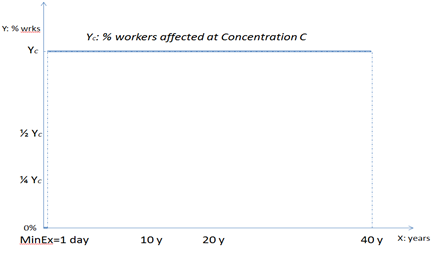 Y: % wrks
Yc: % workers affected at Concentration C
Yc
½ Yc
¼ Yc
0%
MinEx=1 day 10 y 20 y 40 y X: years